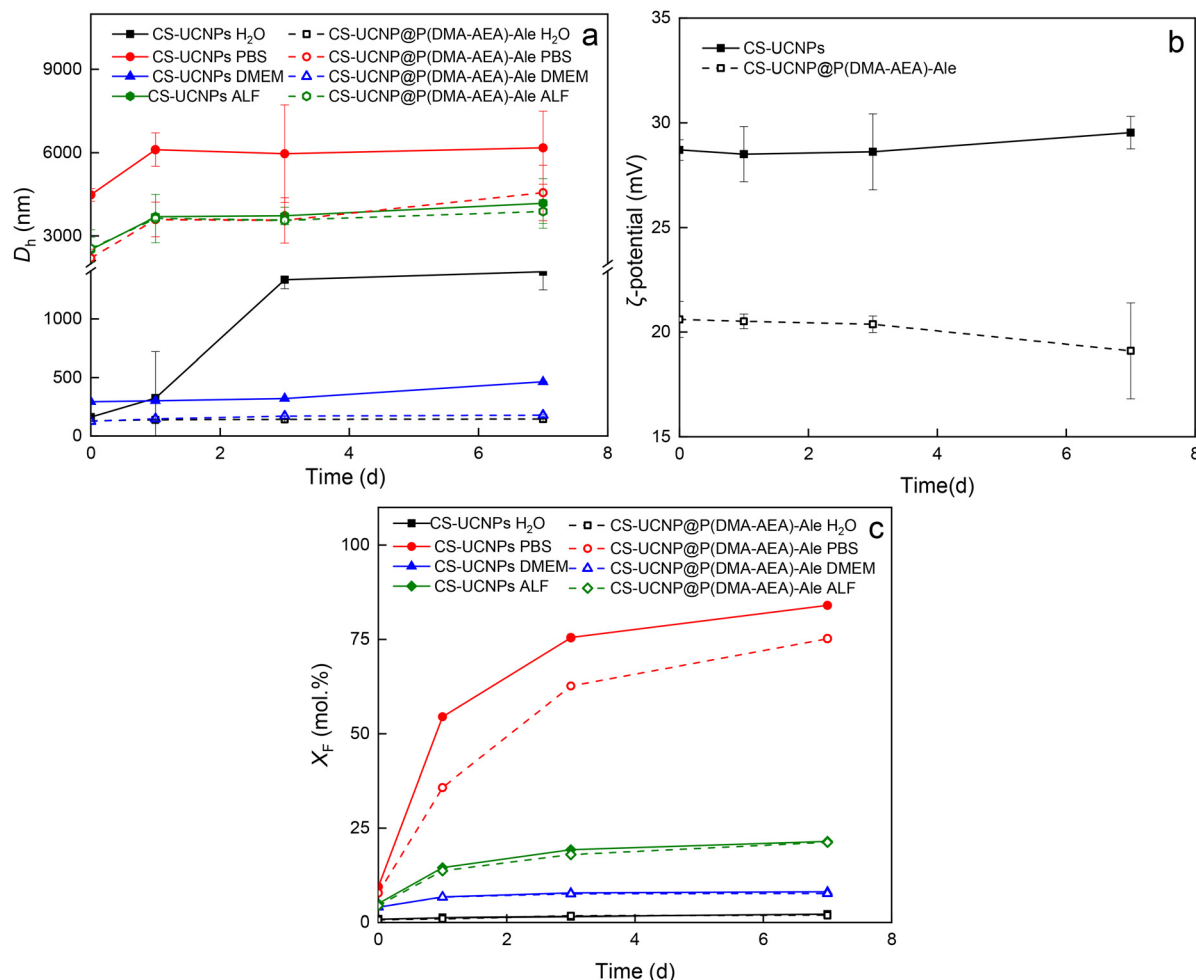 a
CS-UCNPs H₂O
CS-UCNP@P(DMA-AEA)-Ale H₂O
CS-UCNPs PBS
CS-UCNP@P(DMA-AEA)-Ale PBS
CS-UCNPs DMEM
CS-UCNP@P(DMA-AEA)-Ale DMEM
CS-UCNPs ALF
CS-UCNP@P(DMA-AEA)-Ale ALF
9000
6000
3000
1000
500
0
Dₕ (nm)
0 2 4 6 8
Time (d)
b
CS-UCNPs
CS-UCNP@P(DMA-AEA)-Ale
35
30
25
20
15
ζ-potential (mV)
0 2 4 6 8
Time(d)
c
CS-UCNPs H₂O
CS-UCNP@P(DMA-AEA)-Ale H₂O
CS-UCNPs PBS
CS-UCNP@P(DMA-AEA)-Ale PBS
CS-UCNPs DMEM
CS-UCNP@P(DMA-AEA)-Ale DMEM
CS-UCNPs ALF
CS-UCNP@P(DMA-AEA)-Ale ALF
100
75
50
25
0
X_F (mol.%)
0 2 4 6 8
Time (d)